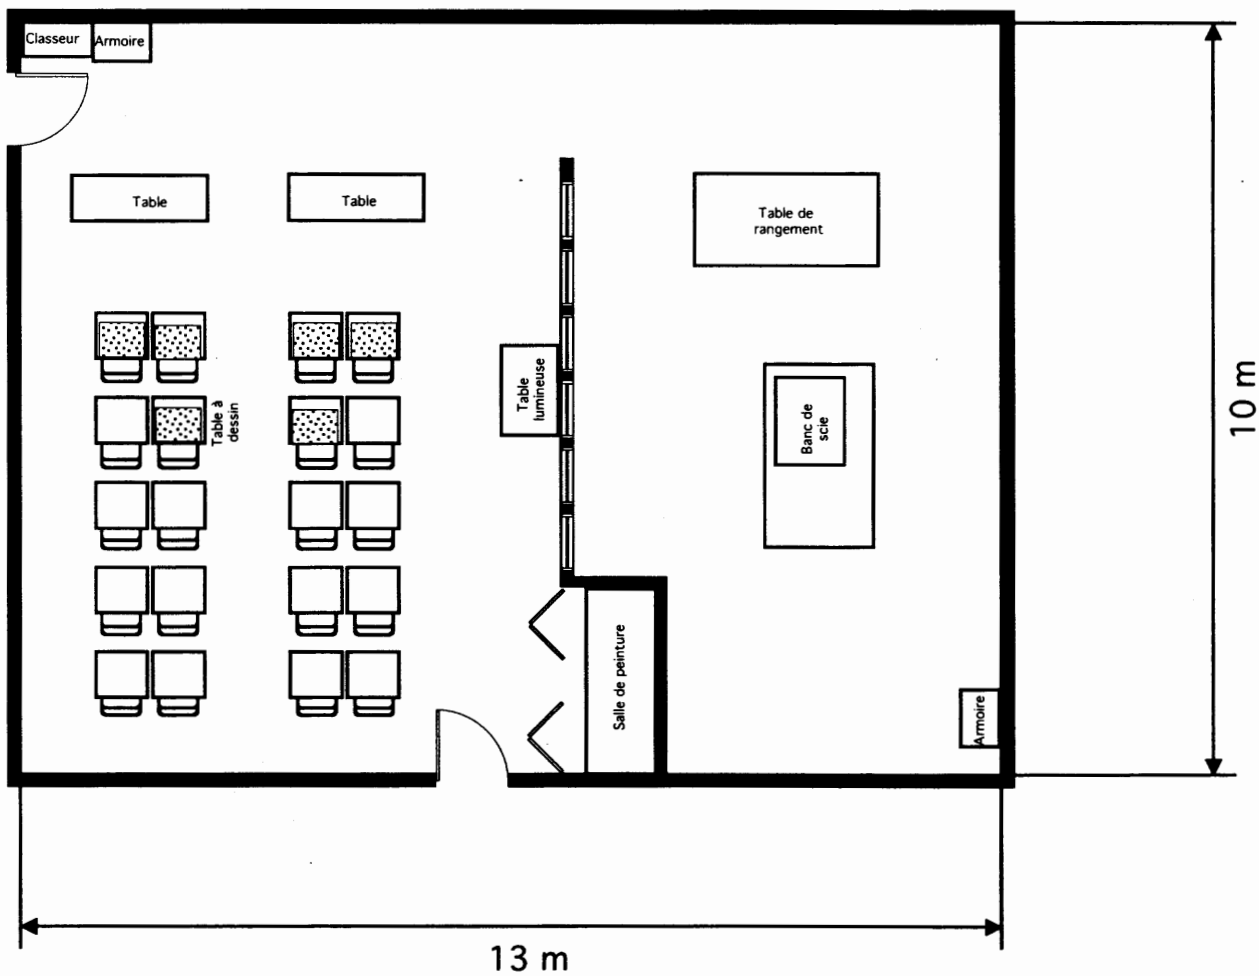 Classeur
Armoire
Table
Table
Table de
rangement
Table à
dessin
Table
lumineuse
Banc de
scie
Salle de peinture
Armoire
10 m
13 m